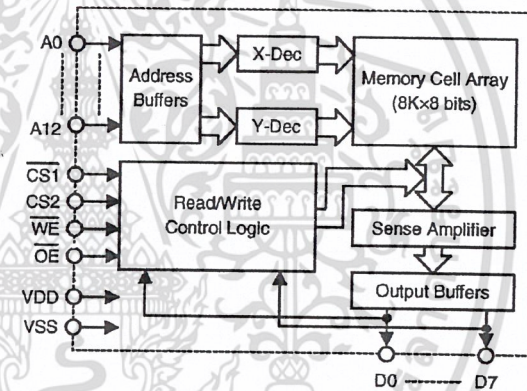 A0
A12
Address
Buffers
X-Dec
Y-Dec
Memory Cell Array
(8K×8 bits)
CS1
CS2
WE
OE
VDD
VSS
Read/Write
Control Logic
Sense Amplifier
Output Buffers
D0 ------- D7